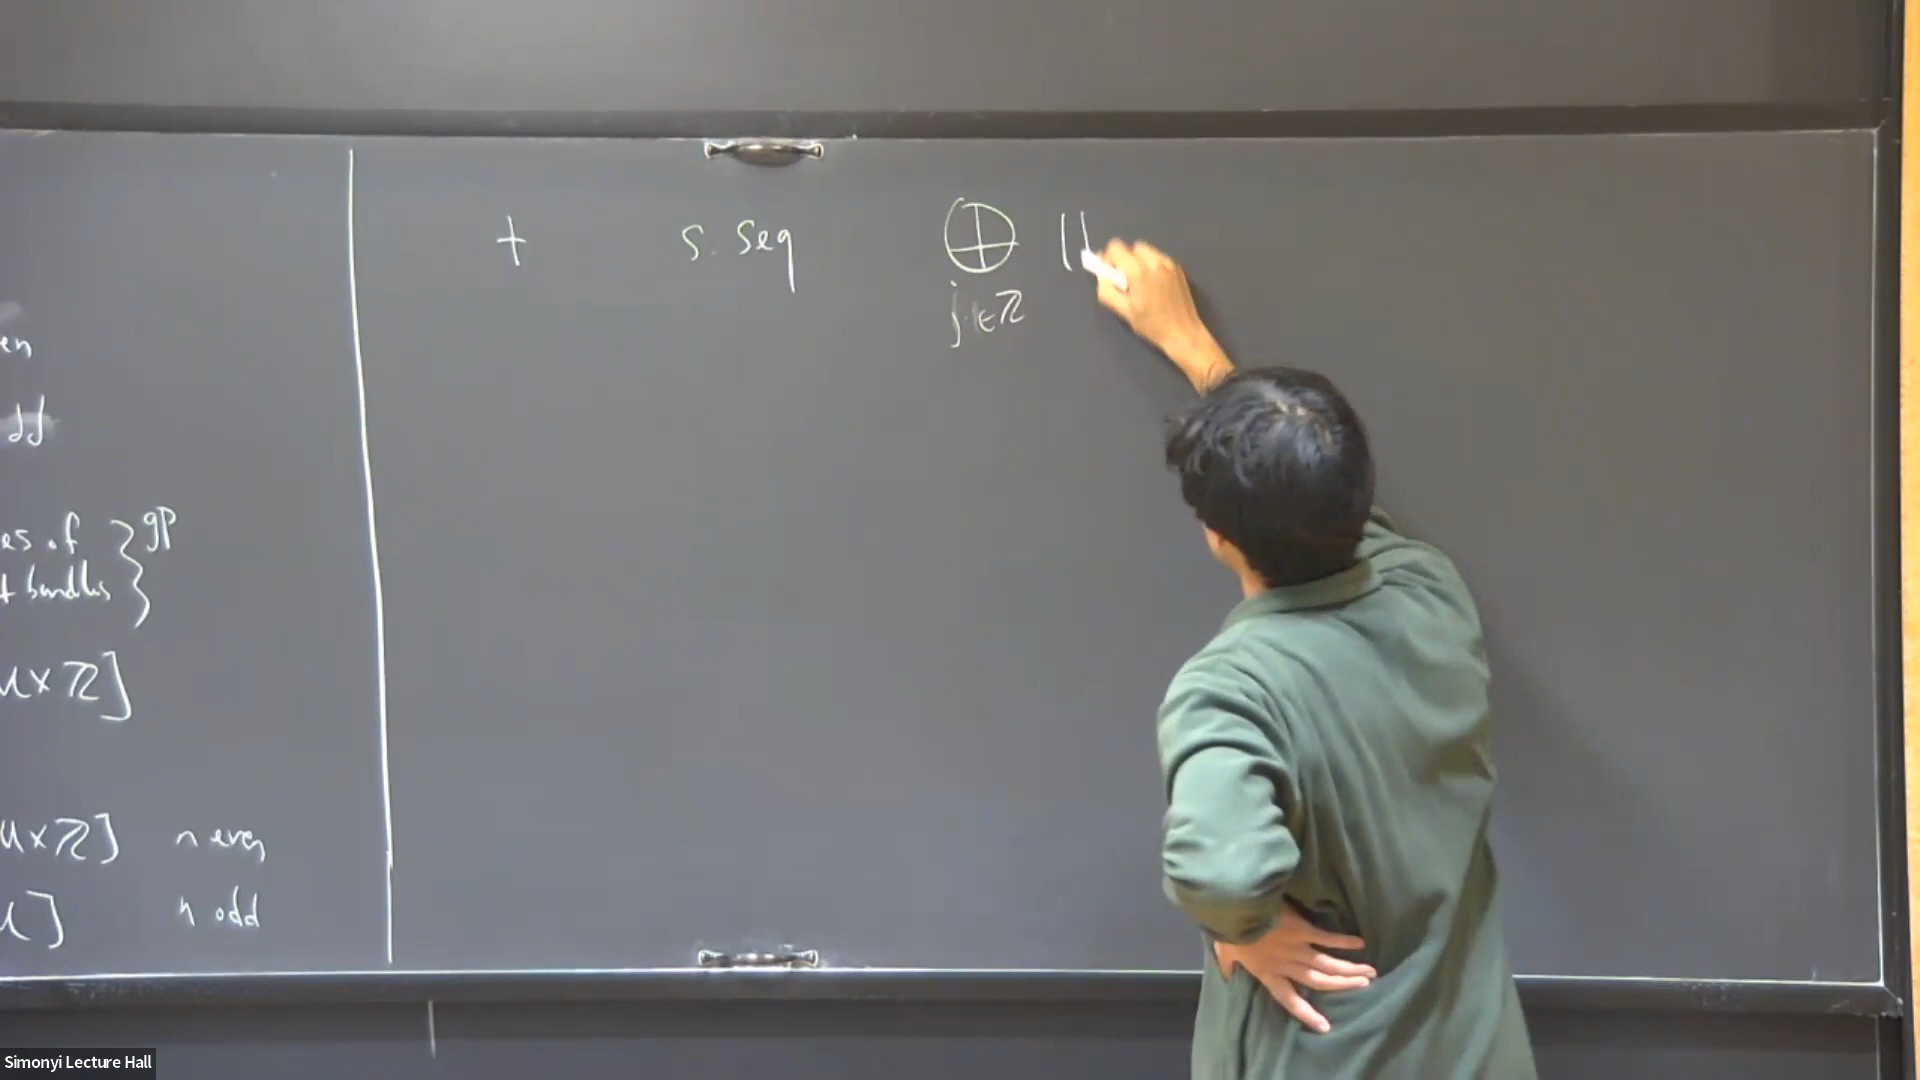 + s. seq ⊕ ||
j∈ℤ
en
dd
es of } gp
t bundles
U×ℤ]
U×ℤ] n even
U] n odd
Simonyi Lecture Hall